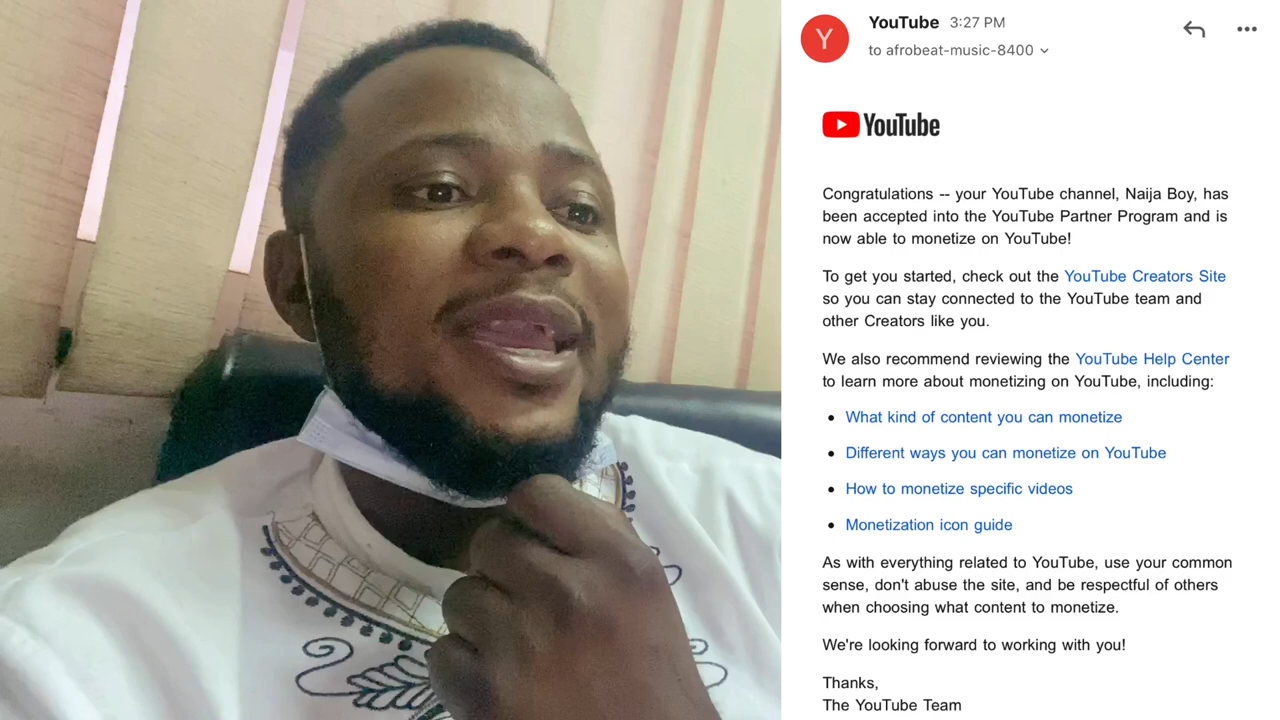 Y
YouTube 3:27 PM
to afrobeat-music-8400
YouTube
Congratulations -- your YouTube channel, Naija Boy, has
been accepted into the YouTube Partner Program and is
now able to monetize on YouTube!
To get you started, check out the YouTube Creators Site
so you can stay connected to the YouTube team and
other Creators like you.
We also recommend reviewing the YouTube Help Center
to learn more about monetizing on YouTube, including:
• What kind of content you can monetize
• Different ways you can monetize on YouTube
• How to monetize specific videos
• Monetization icon guide
As with everything related to YouTube, use your common
sense, don't abuse the site, and be respectful of others
when choosing what content to monetize.
We're looking forward to working with you!
Thanks,
The YouTube Team